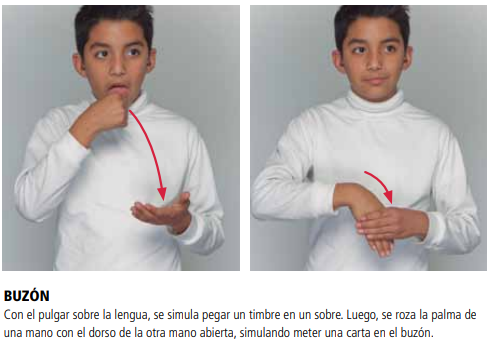 BUZÓN
Con el pulgar sobre la lengua, se simula pegar un timbre en un sobre. Luego, se roza la palma de
una mano con el dorso de la otra mano abierta, simulando meter una carta en el buzón.